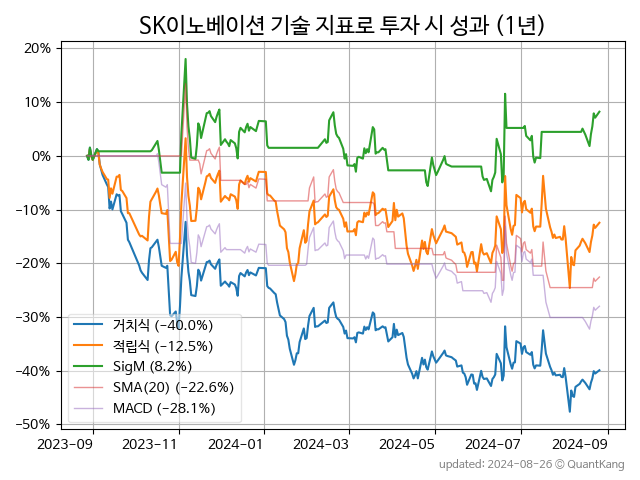 SK이노베이션 기술 지표로 투자 시 성과 (1년)
20%
10%
0%
−10%
−20%
−30%
−40%
−50%
거치식 (−40.0%)
적립식 (−12.5%)
SigM (8.2%)
SMA(20) (−22.6%)
MACD (−28.1%)
2023-09
2023-11
2024-01
2024-03
2024-05
2024-07
2024-09
updated: 2024-08-26 © QuantKang